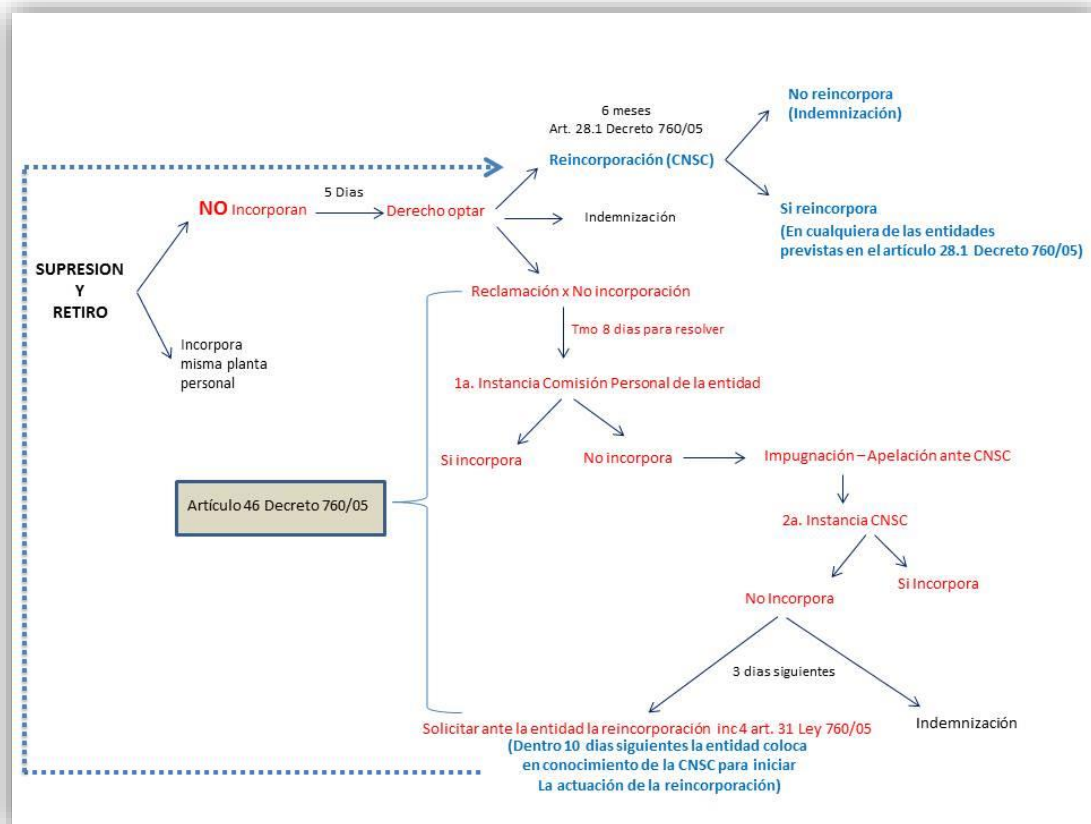 6 meses
Art. 28.1 Decreto 760/05
Reincorporación (CNSC)
No reincorpora
(Indemnización)
Si reincorpora
(En cualquiera de las entidades
previstas en el artículo 28.1 Decreto 760/05)
NO Incorporan
5 Dias
Derecho optar
Indemnización
SUPRESION
Y
RETIRO
Incorpora
misma planta
personal
Reclamación x No incorporación
Tmo 8 dias para resolver
1a. Instancia Comisión Personal de la entidad
Si incorpora
No incorpora
Impugnación – Apelación ante CNSC
Artículo 46 Decreto 760/05
2a. Instancia CNSC
No Incorpora
Si Incorpora
3 dias siguientes
Solicitar ante la entidad la reincorporación inc 4 art. 31 Ley 760/05
(Dentro 10 dias siguientes la entidad coloca
en conocimiento de la CNSC para iniciar
La actuación de la reincorporación)
Indemnización